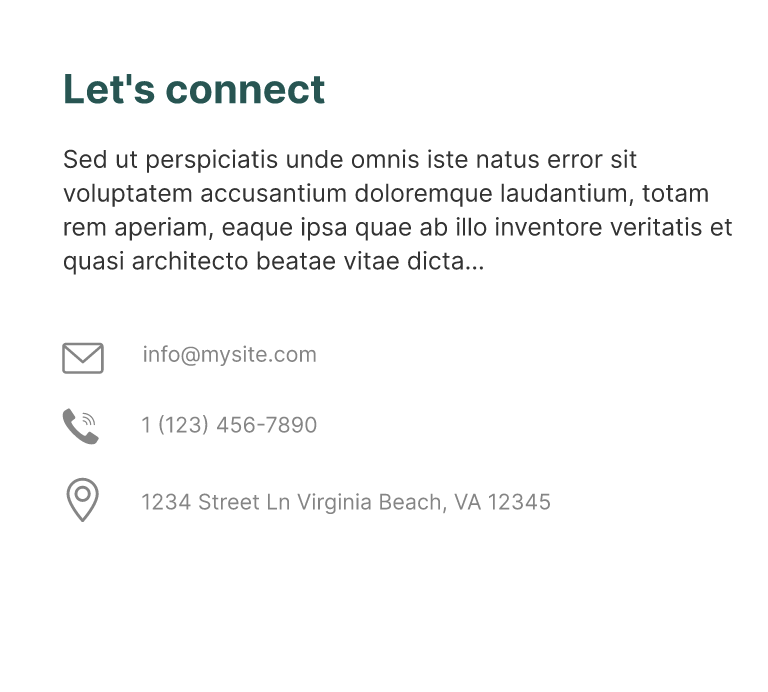 Let's connect
Sed ut perspiciatis unde omnis iste natus error sit
voluptatem accusantium doloremque laudantium, totam
rem aperiam, eaque ipsa quae ab illo inventore veritatis et
quasi architecto beatae vitae dicta...
info@mysite.com
1 (123) 456-7890
1234 Street Ln Virginia Beach, VA 12345